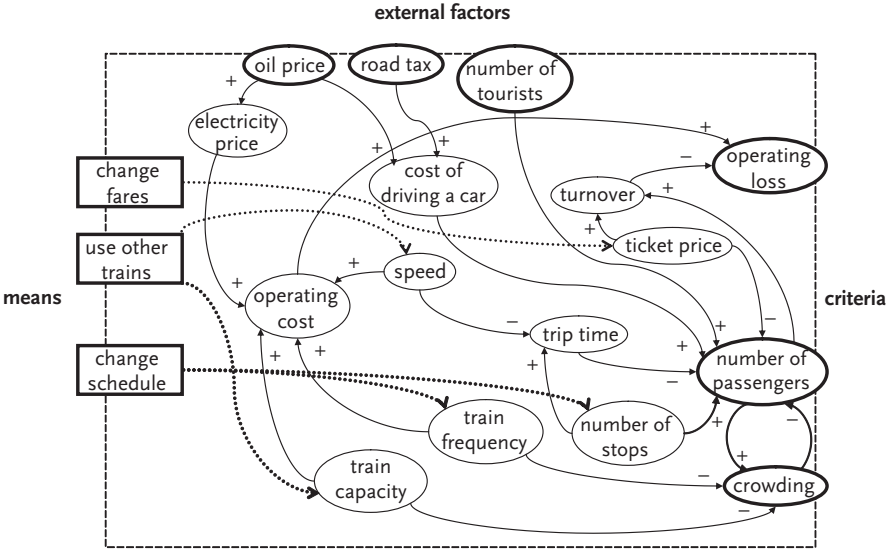 external factors
oil price
road tax
number of
tourists
+
electricity
price
+
+
+
cost of
driving a car
operating
loss
−
change
fares
turnover
+
+
ticket price
use other
trains
speed
+
+
operating
cost
means
criteria
−
trip time
−
+
+
change
schedule
number of
passengers
+
+
+
−
train
frequency
number of
stops
+
−
train
capacity
+
−
crowding
−